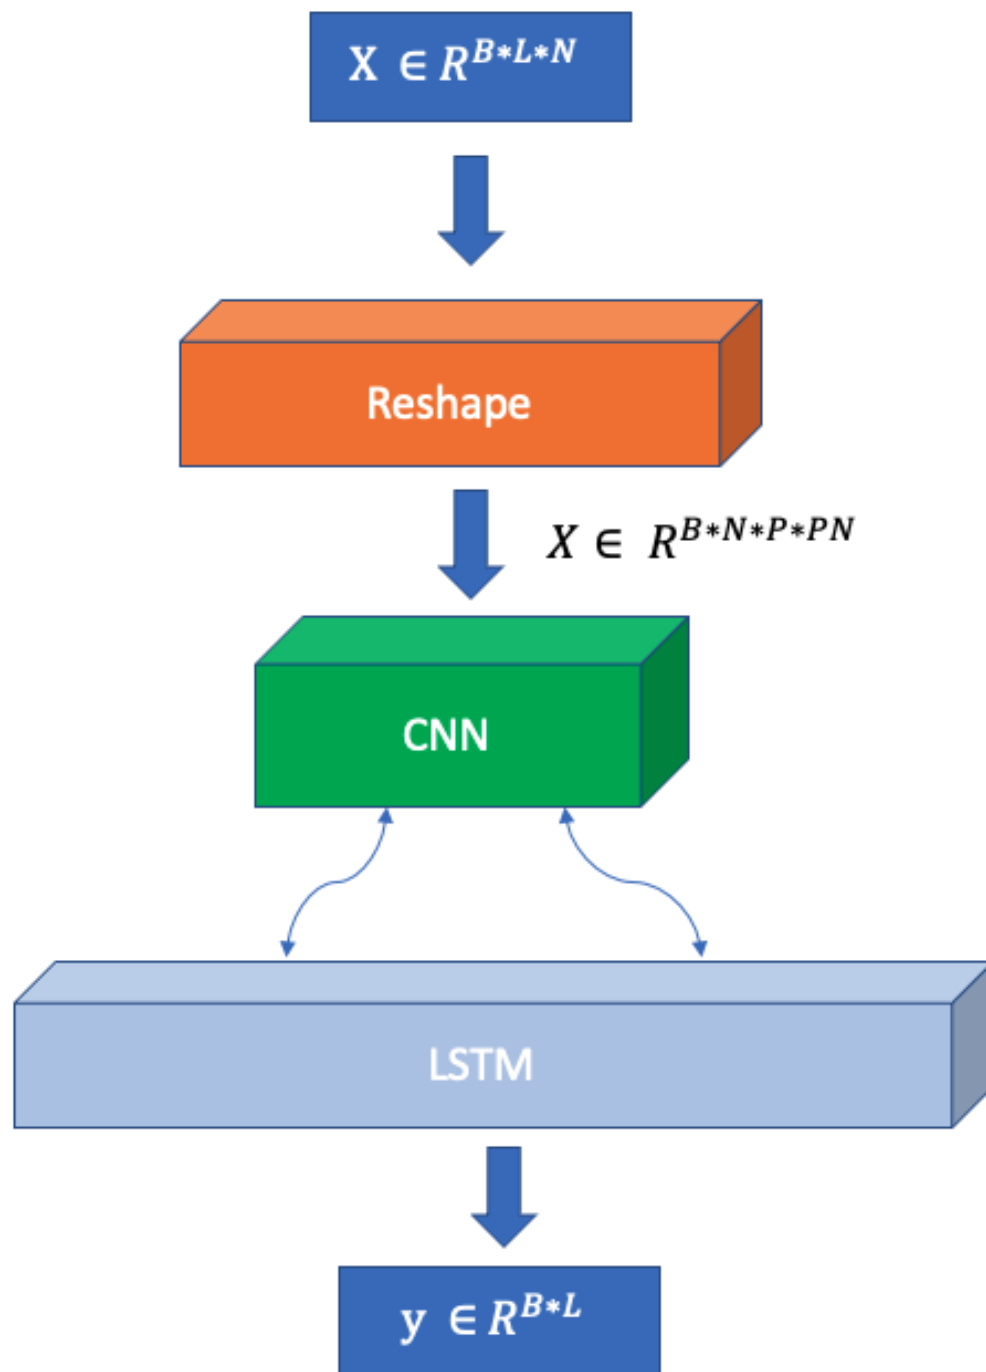 X ∈ R^{B*L*N}
Reshape
X ∈ R^{B*N*P*PN}
CNN
LSTM
y ∈ R^{B*L}